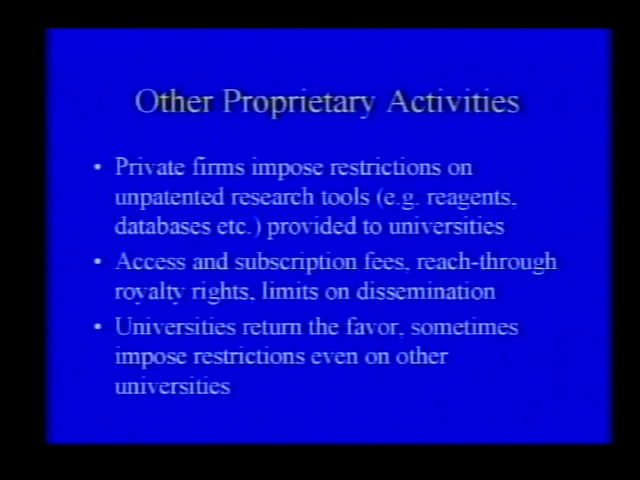 Other Proprietary Activities
• Private firms impose restrictions on
unpatented research tools (e.g. reagents,
databases etc.) provided to universities
• Access and subscription fees, reach-through
royalty rights, limits on dissemination
• Universities return the favor, sometimes
impose restrictions even on other
universities